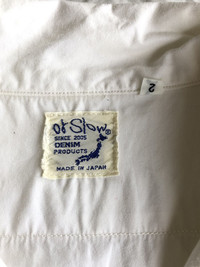 orSlow®
SINCE 2005
DENIM
PRODUCTS
MADE IN JAPAN
2